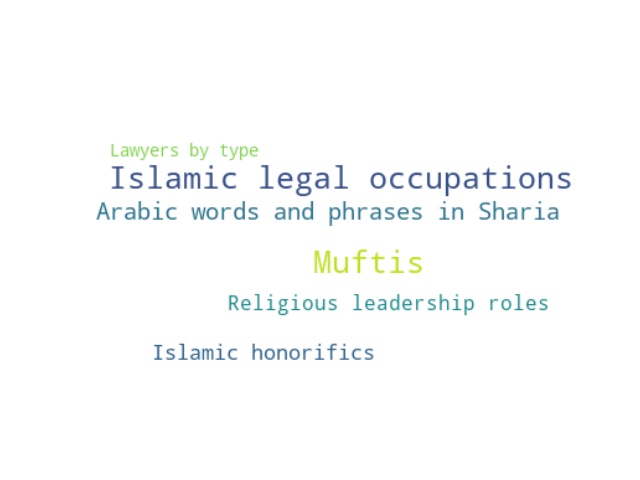 Lawyers by type
Islamic legal occupations
Arabic words and phrases in Sharia
Muftis
Religious leadership roles
Islamic honorifics